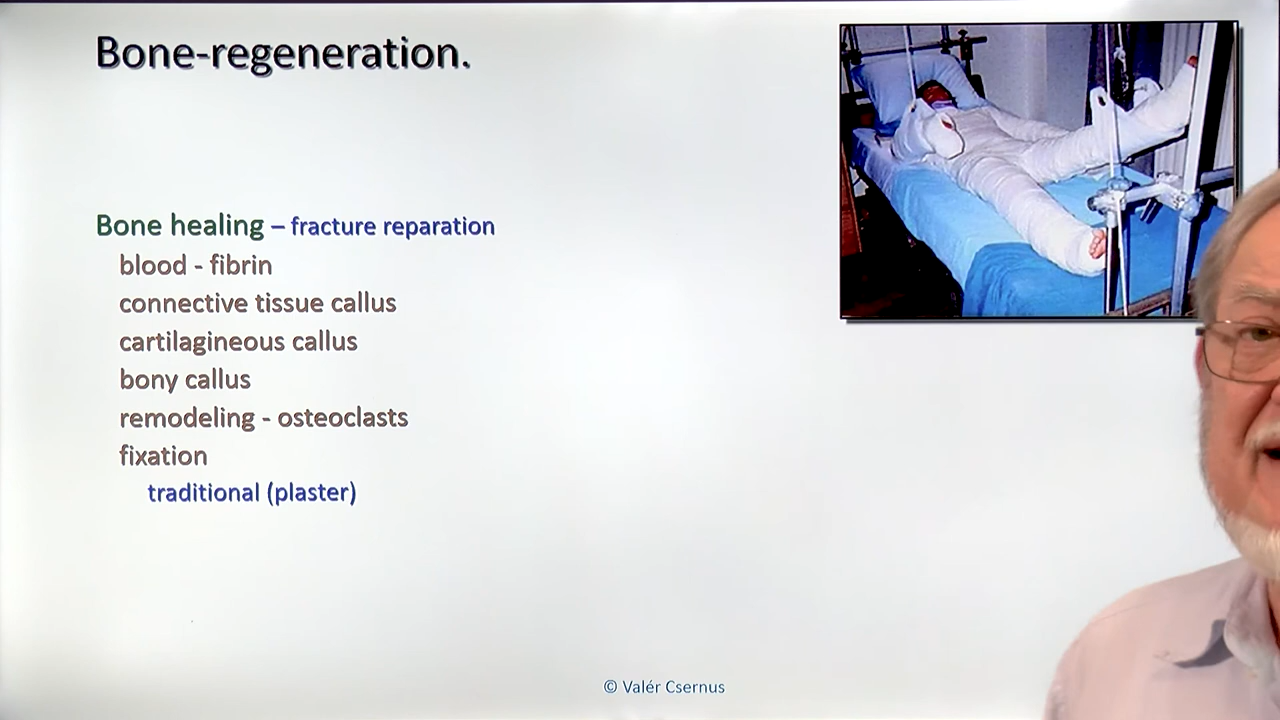 Bone-regeneration.
Bone healing – fracture reparation
blood - fibrin
connective tissue callus
cartilagineous callus
bony callus
remodeling - osteoclasts
fixation
traditional (plaster)
© Valér Csernus